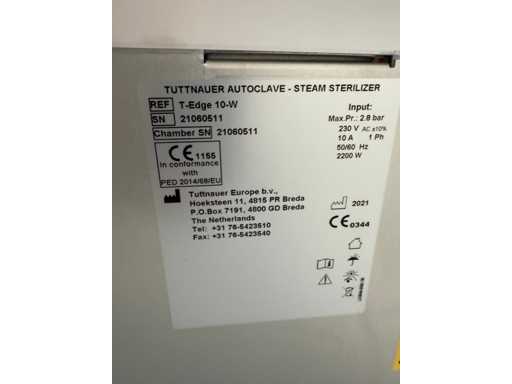 TUTTNAUER AUTOCLAVE - STEAM STERILIZER
REF T-Edge 10-W
SN 21060511
Chamber SN 21060511
Input:
Max.Pr.: 2.8 bar
230 V AC ±10%
10 A 1 Ph
50/60 Hz
2200 W
CE 1155
In conformance
with
PED 2014/68/EU
Tuttnauer Europe b.v.,
Hoeksteen 11, 4815 PR Breda
P.O.Box 7191, 4800 GD Breda
The Netherlands
Tel: +31 76-5423510
Fax: +31 76-5423540
2021
CE 0344